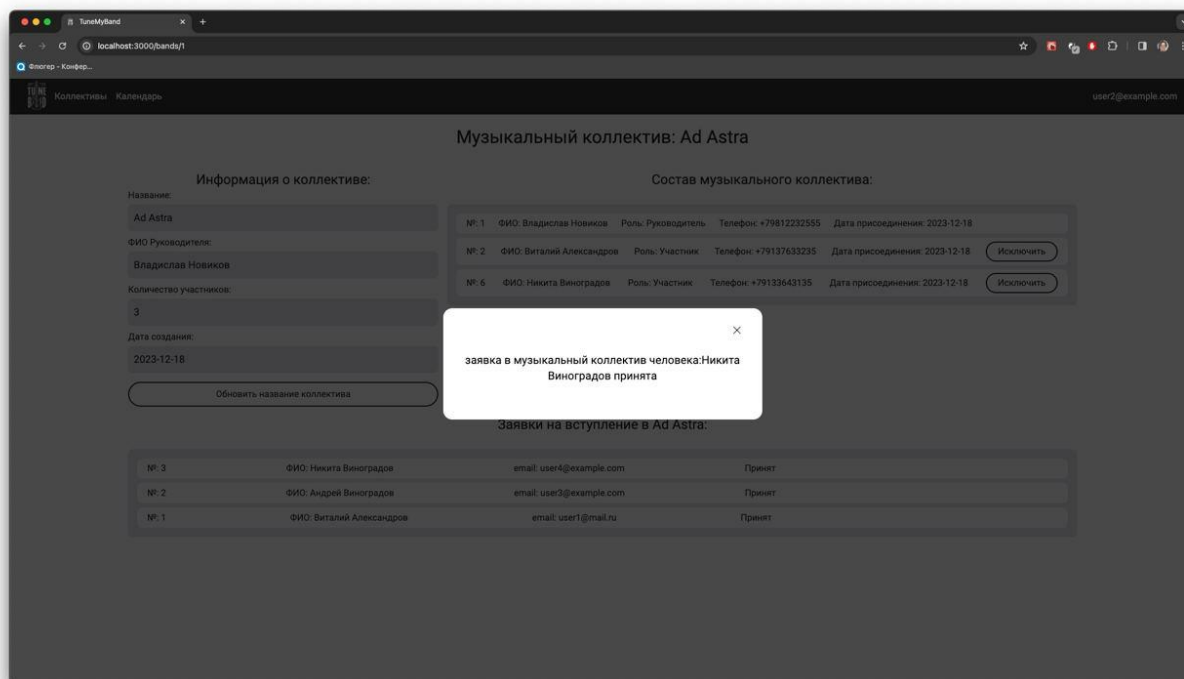 TuneMyBand
localhost:3000/bands/1
Флюгер - Конфер...
Коллективы Календарь user2@example.com
Музыкальный коллектив: Ad Astra
Информация о коллективе:
Название:
Ad Astra
ФИО Руководителя:
Владислав Новиков
Количество участников:
3
Дата создания:
2023-12-18
Обновить название коллектива
Состав музыкального коллектива:
№: 1 ФИО: Владислав Новиков Роль: Руководитель Телефон: +79812232555 Дата присоединения: 2023-12-18
№: 2 ФИО: Виталий Александров Роль: Участник Телефон: +79137633235 Дата присоединения: 2023-12-18 Исключить
№: 6 ФИО: Никита Виноградов Роль: Участник Телефон: +79133643135 Дата присоединения: 2023-12-18 Исключить
заявка в музыкальный коллектив человека:Никита
Виноградов принята
Заявки на вступление в Ad Astra:
№: 3 ФИО: Никита Виноградов email: user4@example.com Принят
№: 2 ФИО: Андрей Виноградов email: user3@example.com Принят
№: 1 ФИО: Виталий Александров email: user1@mail.ru Принят